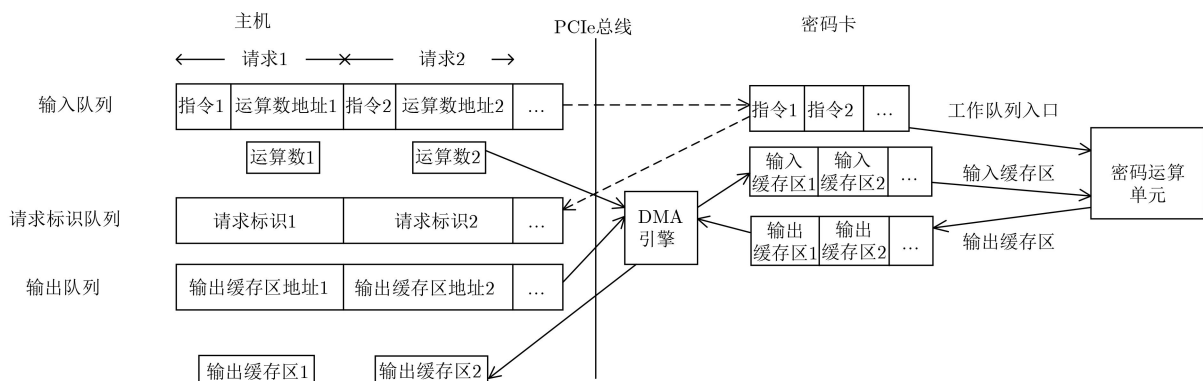 主机
PCIe总线
密码卡
请求1
请求2
输入队列
指令1
运算数地址1
指令2
运算数地址2
...
指令1
指令2
...
工作队列入口
运算数1
运算数2
输入
缓存区1
输入
缓存区2
...
输入缓存区
密码运算
单元
请求标识队列
请求标识1
请求标识2
...
DMA
引擎
输出
缓存区1
输出
缓存区2
...
输出缓存区
输出队列
输出缓存区地址1
输出缓存区地址2
...
输出缓存区1
输出缓存区2